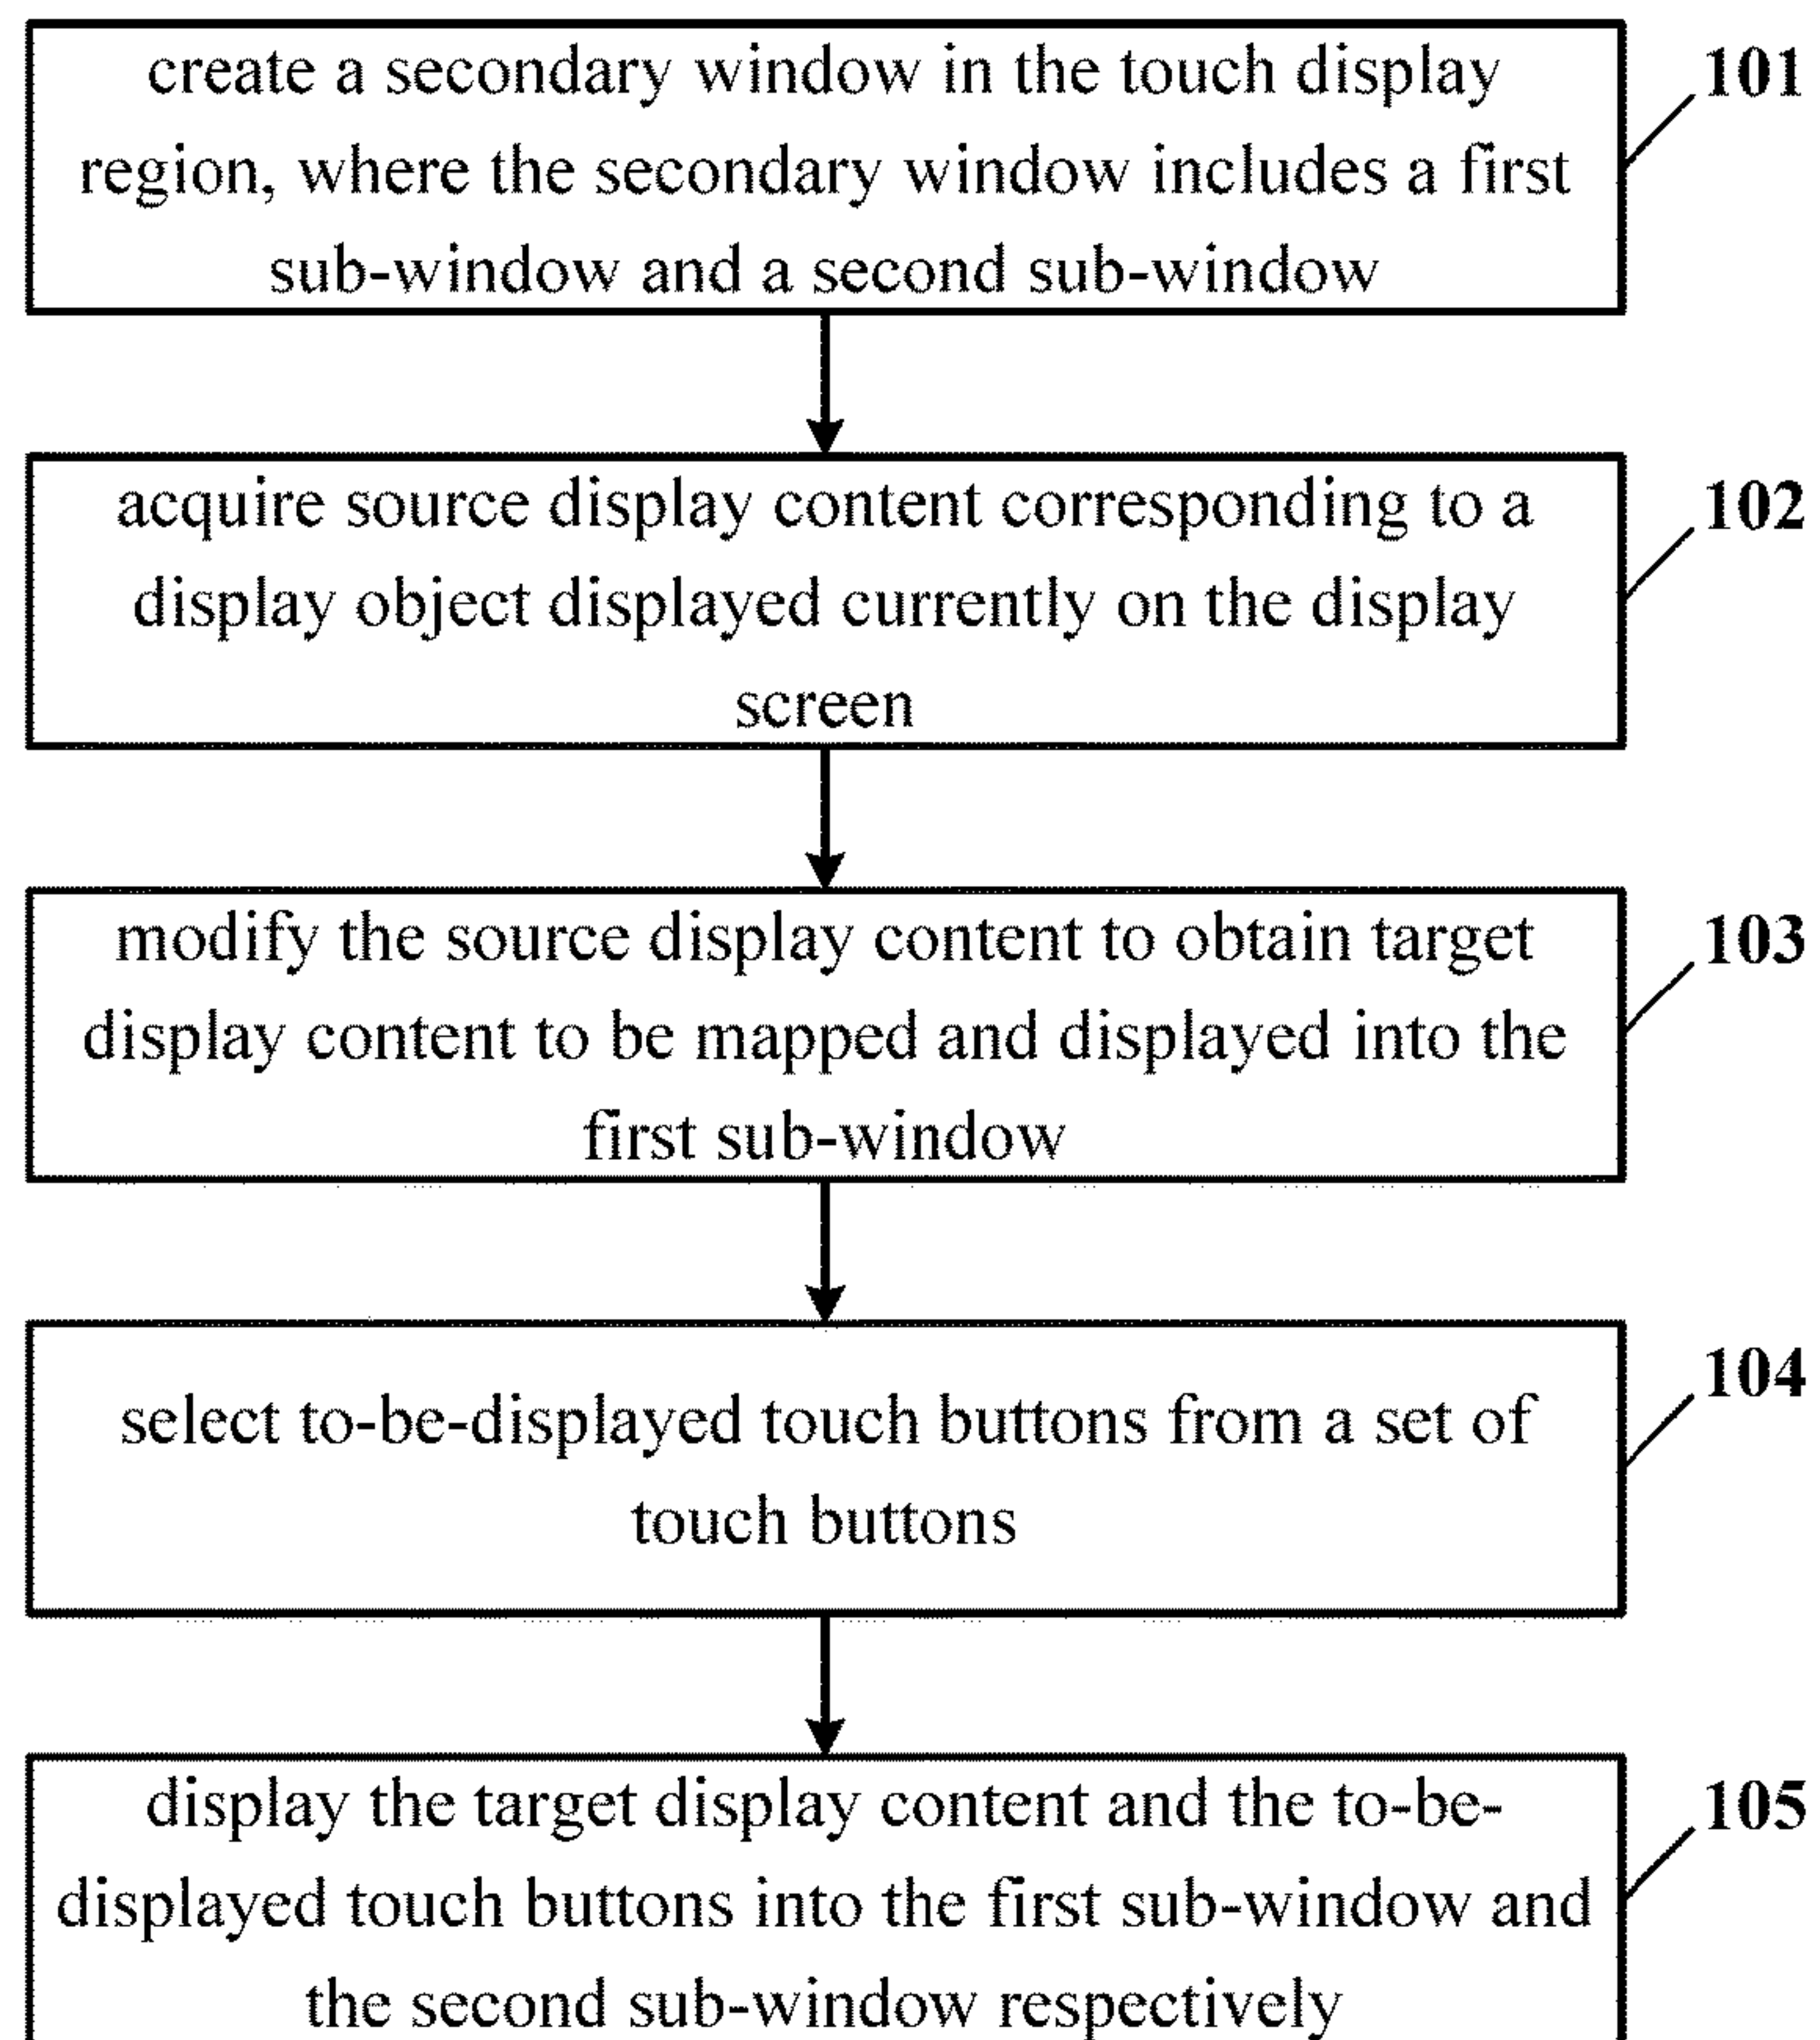 create a secondary window in the touch display
region, where the secondary window includes a first
sub-window and a second sub-window
101
acquire source display content corresponding to a
display object displayed currently on the display
screen
102
modify the source display content to obtain target
display content to be mapped and displayed into the
first sub-window
103
select to-be-displayed touch buttons from a set of
touch buttons
104
display the target display content and the to-be-
displayed touch buttons into the first sub-window and
the second sub-window respectively
105